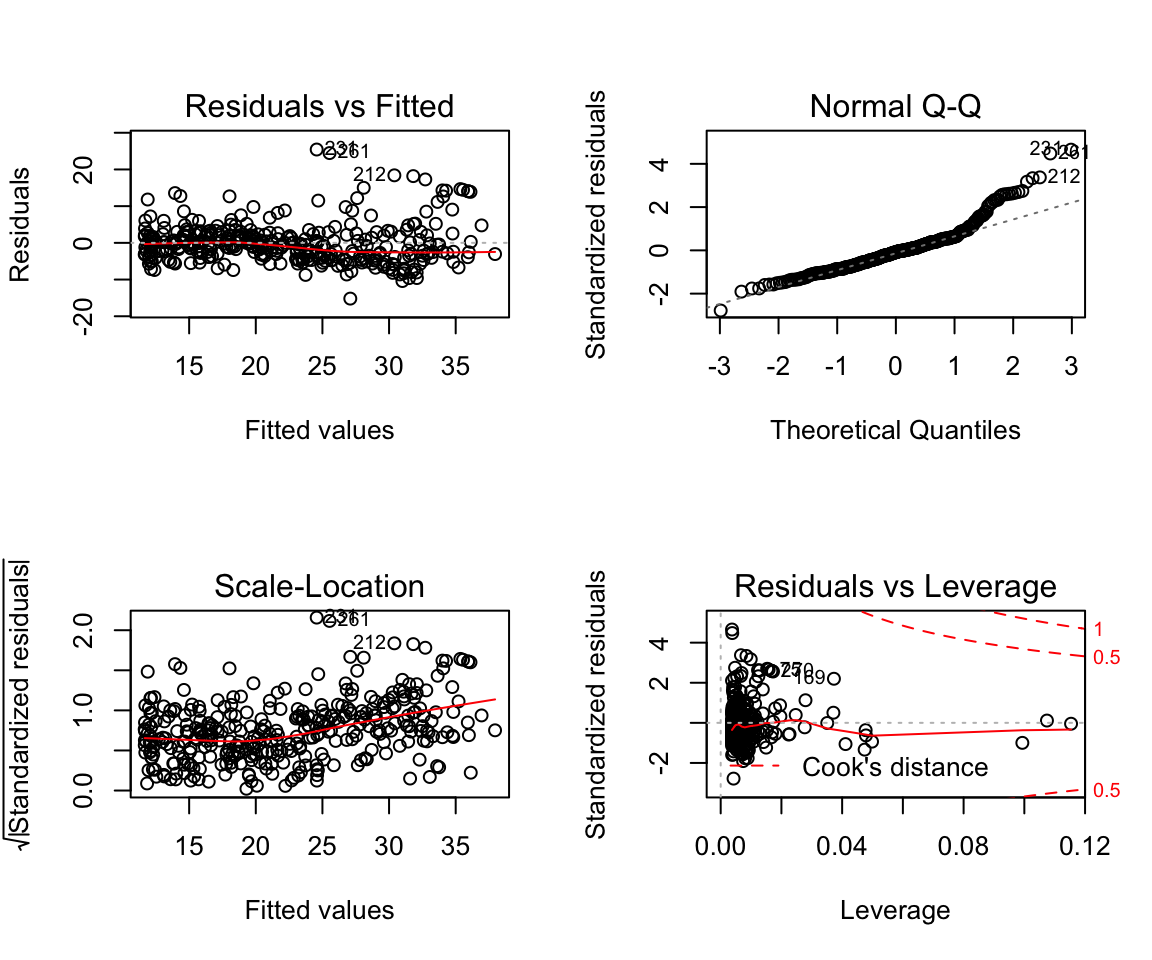 Residuals vs Fitted
Residuals
20
0
-20
231
261
212
15 20 25 30 35
Fitted values
Normal Q-Q
Standardized residuals
4
2
0
-2
231
261
212
-3 -2 -1 0 1 2 3
Theoretical Quantiles
Scale-Location
√|Standardized residuals|
2.0
1.0
0.0
231
261
212
15 20 25 30 35
Fitted values
Residuals vs Leverage
Standardized residuals
4
2
-2
169
1
0.5
0.5
Cook's distance
0.00 0.04 0.08 0.12
Leverage